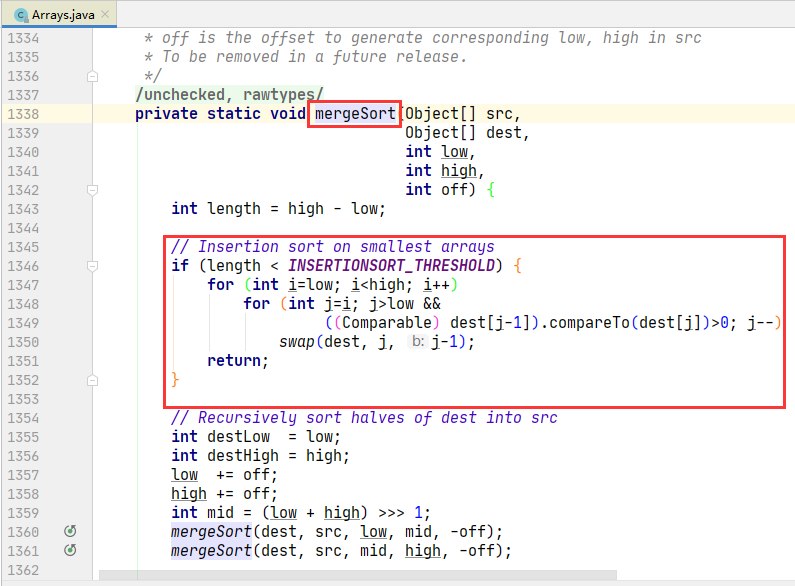 Arrays.java
1334 * off is the offset to generate corresponding low, high in src
1335 * To be removed in a future release.
1336 */
1337 /unchecked, rawtypes/
1338 private static void mergeSort(Object[] src,
1339 Object[] dest,
1340 int low,
1341 int high,
1342 int off) {
1343 int length = high - low;
1344
1345 // Insertion sort on smallest arrays
1346 if (length < INSERTIONSORT_THRESHOLD) {
1347 for (int i=low; i<high; i++)
1348 for (int j=i; j>low &&
1349 ((Comparable) dest[j-1]).compareTo(dest[j])>0; j--)
1350 swap(dest, j, b: j-1);
1351 return;
1352 }
1353
1354 // Recursively sort halves of dest into src
1355 int destLow = low;
1356 int destHigh = high;
1357 low += off;
1358 high += off;
1359 int mid = (low + high) >>> 1;
1360 mergeSort(dest, src, low, mid, -off);
1361 mergeSort(dest, src, mid, high, -off);
1362